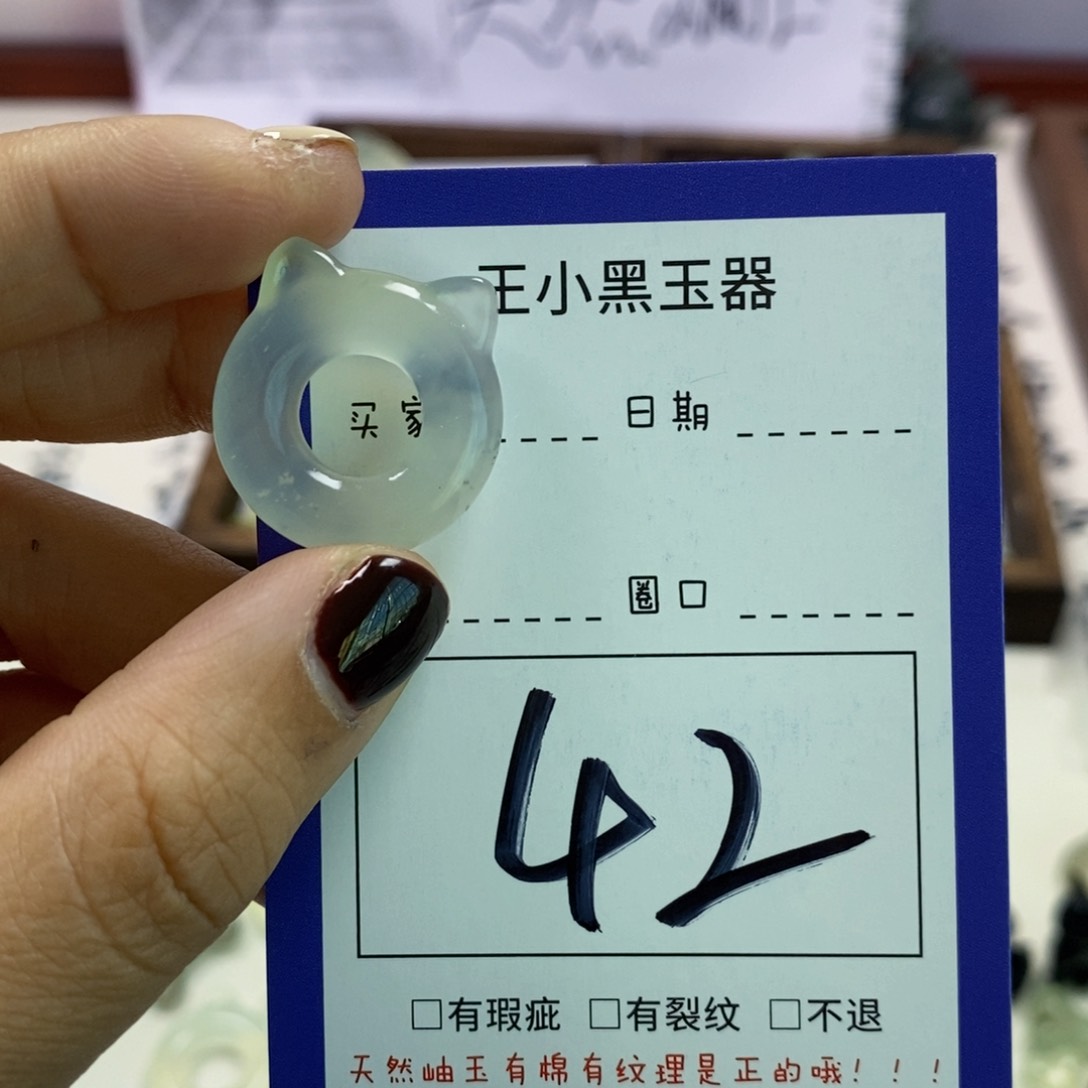 王小黑玉器
买家 日期
圈口
42
□有瑕疵 □有裂纹 □不退
天然岫玉有棉有纹理是正的哦！！！